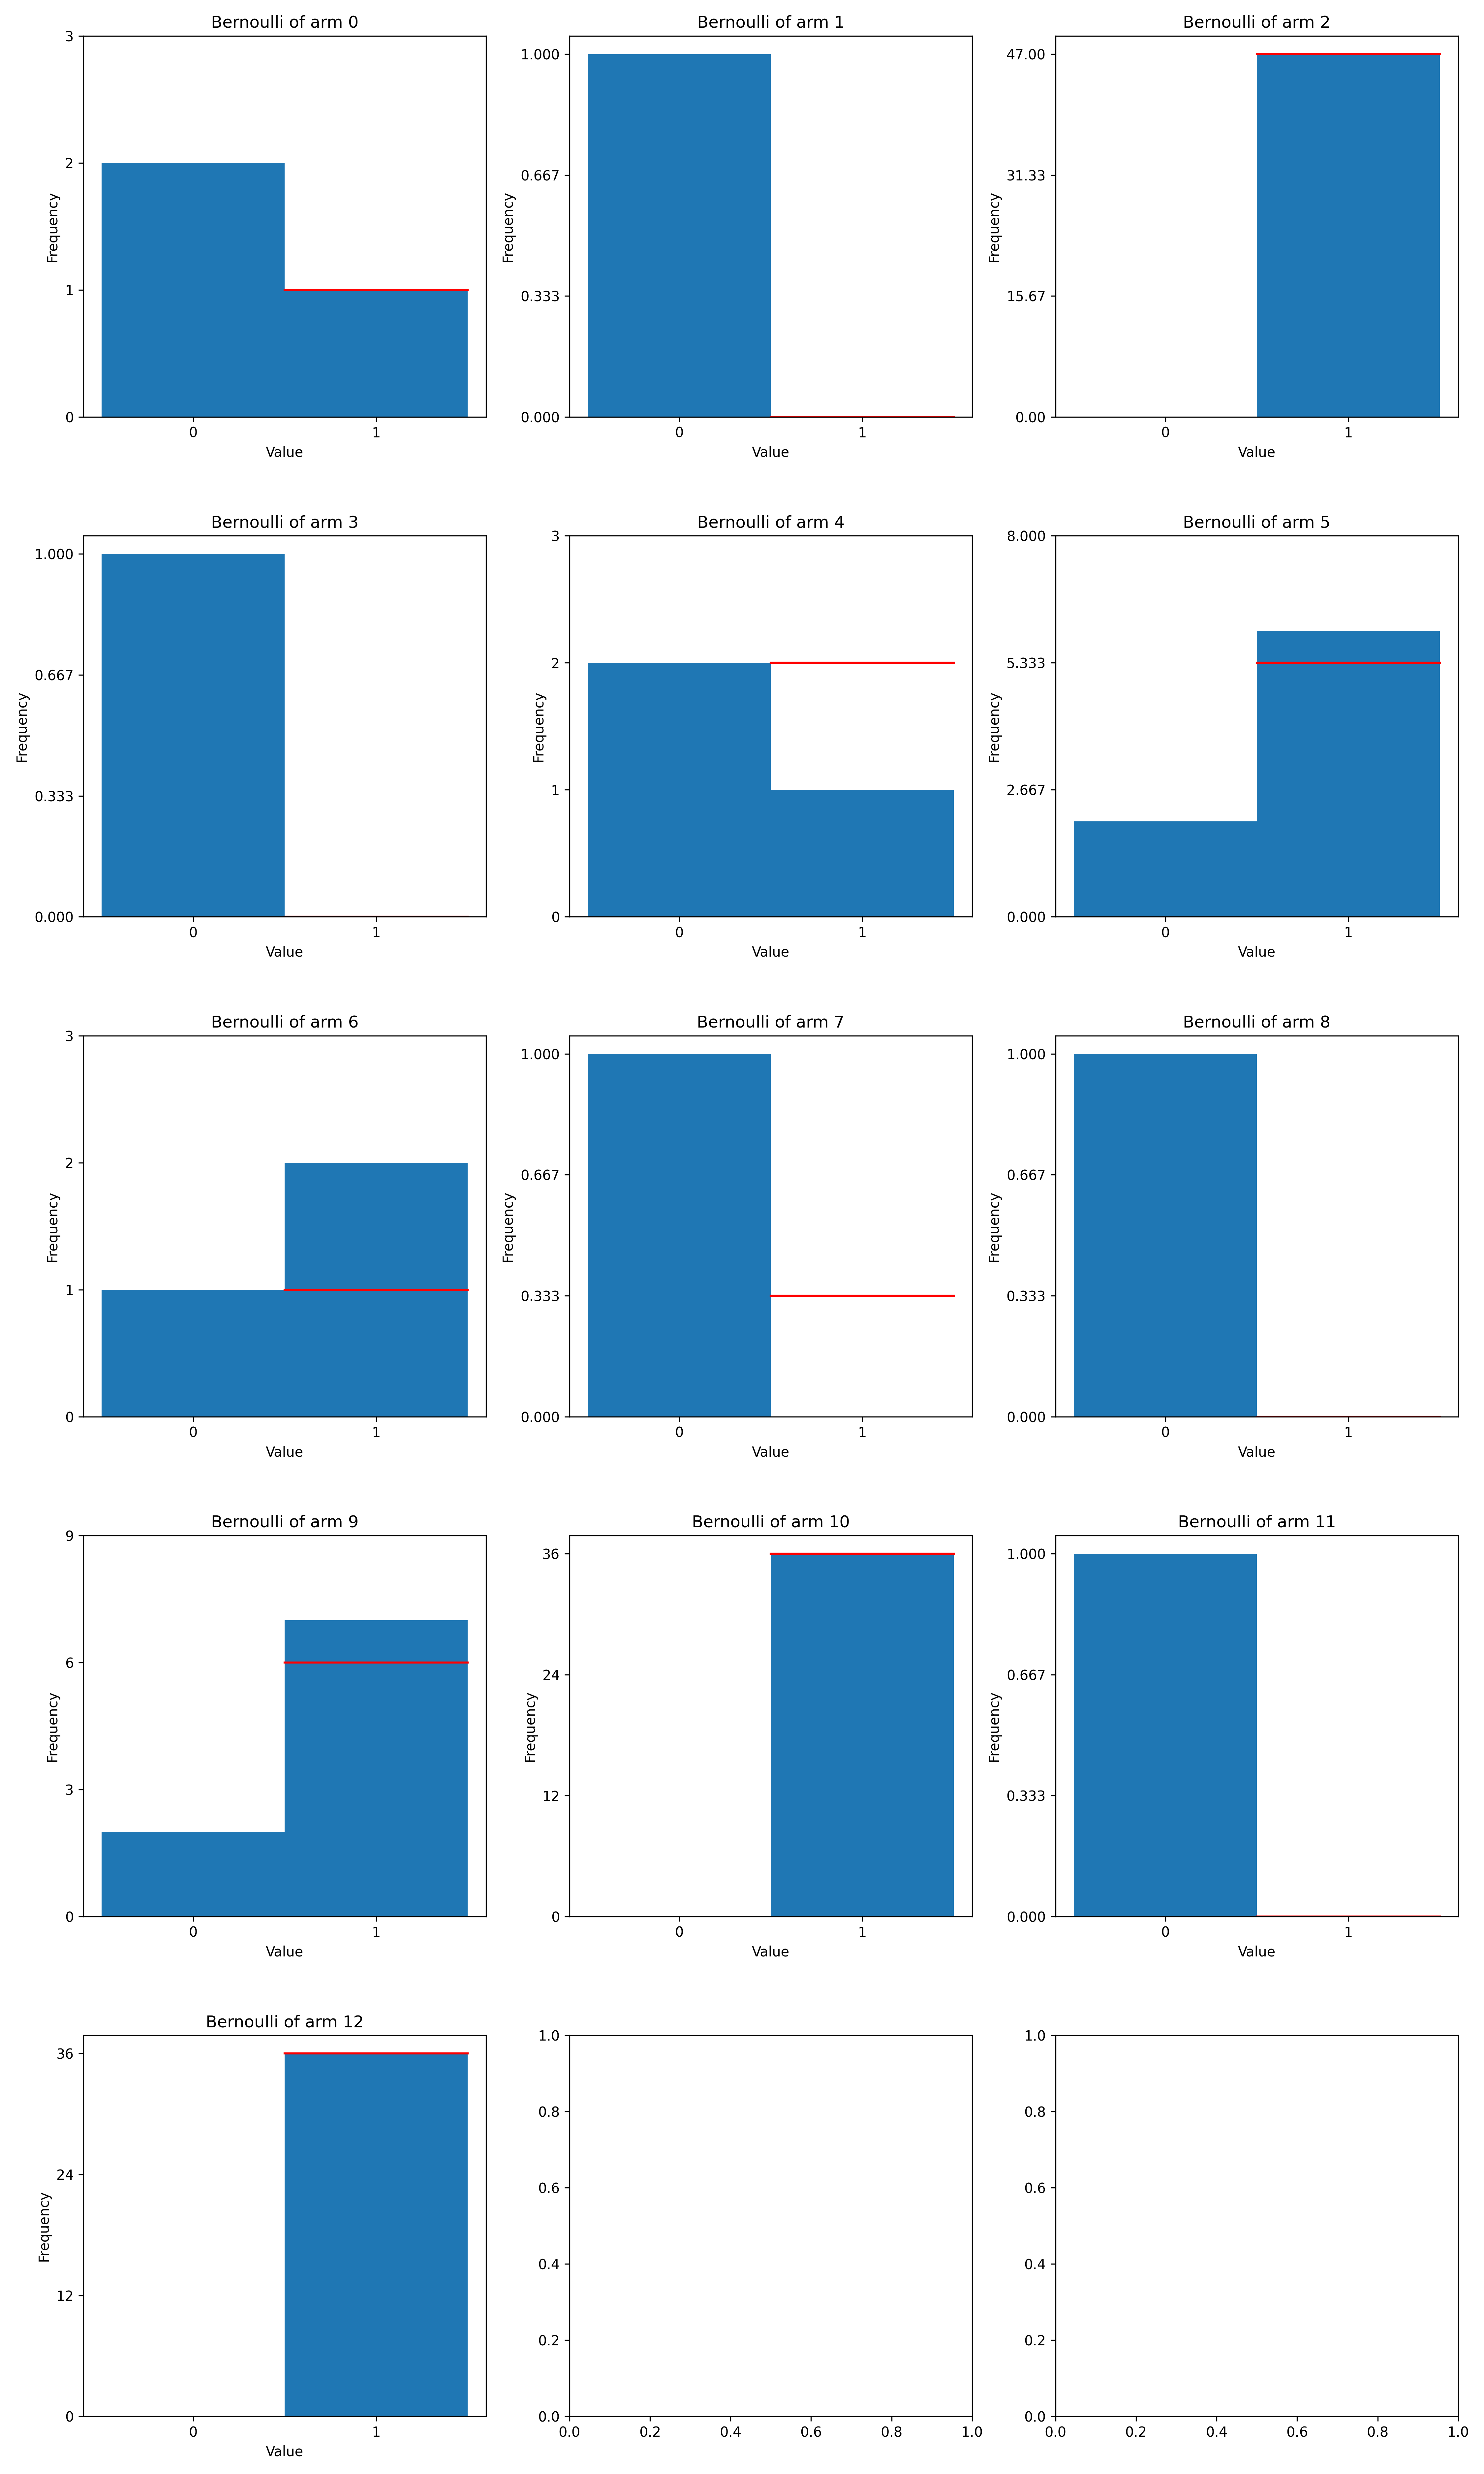 Bernoulli of arm 0
3
2
1
0
Frequency
0 1
Value
Bernoulli of arm 1
1.000
0.667
0.333
0.000
Frequency
0 1
Value
Bernoulli of arm 2
47.00
31.33
15.67
0.00
Frequency
0 1
Value
Bernoulli of arm 3
1.000
0.667
0.333
0.000
Frequency
0 1
Value
Bernoulli of arm 4
3
2
1
0
Frequency
0 1
Value
Bernoulli of arm 5
8.000
5.333
2.667
0.000
Frequency
0 1
Value
Bernoulli of arm 6
3
2
1
0
Frequency
0 1
Value
Bernoulli of arm 7
1.000
0.667
0.333
0.000
Frequency
0 1
Value
Bernoulli of arm 8
1.000
0.667
0.333
0.000
Frequency
0 1
Value
Bernoulli of arm 9
9
6
3
0
Frequency
0 1
Value
Bernoulli of arm 10
36
24
12
0
Frequency
0 1
Value
Bernoulli of arm 11
1.000
0.667
0.333
0.000
Frequency
0 1
Value
Bernoulli of arm 12
36
24
12
0
Frequency
0 1
Value
1.0
0.8
0.6
0.4
0.2
0.0
0.0 0.2 0.4 0.6 0.8 1.0
1.0
0.8
0.6
0.4
0.2
0.0
0.0 0.2 0.4 0.6 0.8 1.0